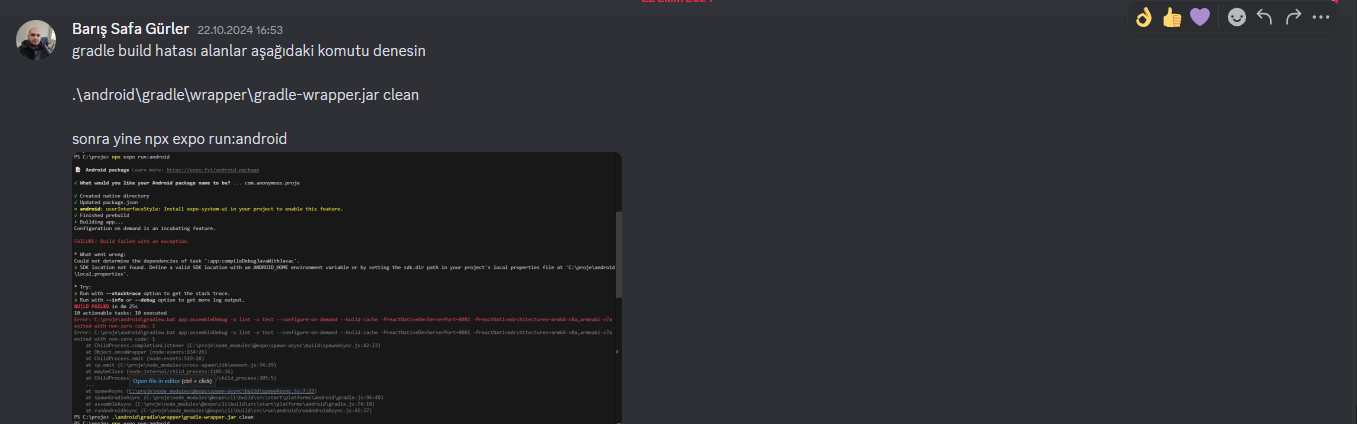 Barış Safa Gürler 22.10.2024 16:53
gradle build hatası alanlar aşağıdaki komutu denesin
.\android\gradle\wrapper\gradle-wrapper.jar clean
sonra yine npx expo run:android
PS C:\proje> npx expo run:android
Android package Learn more: https://expo.fyi/android-package
√ What would you like your Android package name to be? ... com.anonymous.proje
√ Created native directory
√ Updated package.json
» android: userInterfaceStyle: Install expo-system-ui in your project to enable this feature.
√ Finished prebuild
› Building app...
Configuration on demand is an incubating feature.
FAILURE: Build failed with an exception.
* What went wrong:
Could not determine the dependencies of task ':app:compileDebugJavaWithJavac'.
> SDK location not found. Define a valid SDK location with an ANDROID_HOME environment variable or by setting the sdk.dir path in your project's local properties file at 'C:\proje\android
\local.properties'.
* Try:
> Run with --stacktrace option to get the stack trace.
> Run with --info or --debug option to get more log output.
BUILD FAILED in 4m 25s
10 actionable tasks: 10 executed
Error: C:\proje\android\gradlew.bat app:assembleDebug -x lint -x test --configure-on-demand --build-cache -PreactNativeDevServerPort=8081 -PreactNativeArchitectures=arm64-v8a,armeabi-v7a
exited with non-zero code: 1
Error: C:\proje\android\gradlew.bat app:assembleDebug -x lint -x test --configure-on-demand --build-cache -PreactNativeDevServerPort=8081 -PreactNativeArchitectures=arm64-v8a,armeabi-v7a
exited with non-zero code: 1
at ChildProcess.completionListener (C:\proje\node_modules\@expo\spawn-async\build\spawnAsync.js:42:23)
at Object.onceWrapper (node:events:634:26)
at ChildProcess.emit (node:events:519:28)
at cp.emit (C:\proje\node_modules\cross-spawn\lib\enoent.js:34:29)
at maybeClose (node:internal/child_process:1105:16)
at ChildProcess /child_process:305:5)
Open file in editor (ctrl + click)
...
at spawnAsync (C:\proje\node_modules\@expo\spawn-async\build\spawnAsync.js:7:23)
at spawnGradleAsync (C:\proje\node_modules\@expo\cli\build\src\start\platforms\android\gradle.js:96:48)
at assembleAsync (C:\proje\node_modules\@expo\cli\build\src\start\platforms\android\gradle.js:74:18)
at runAndroidAsync (C:\proje\node_modules\@expo\cli\build\src\run\android\runAndroidAsync.js:45:37)
PS C:\proje> .\android\gradle\wrapper\gradle-wrapper.jar clean
PS C:\proje> npx expo run:android